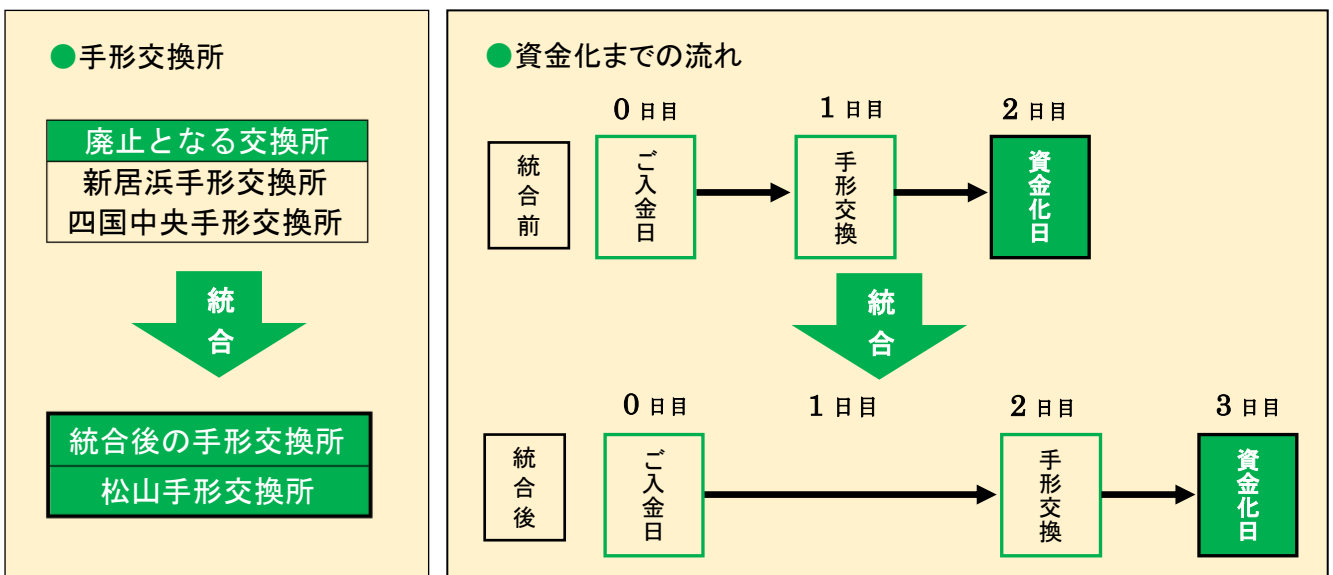 ●手形交換所
廃止となる交換所
新居浜手形交換所
四国中央手形交換所
統合
統合後の手形交換所
松山手形交換所
●資金化までの流れ
0 日目
1 日目
2 日目
統合前
ご入金日
手形交換
資金化日
統合
0 日目
1 日目
2 日目
3 日目
統合後
ご入金日
手形交換
資金化日